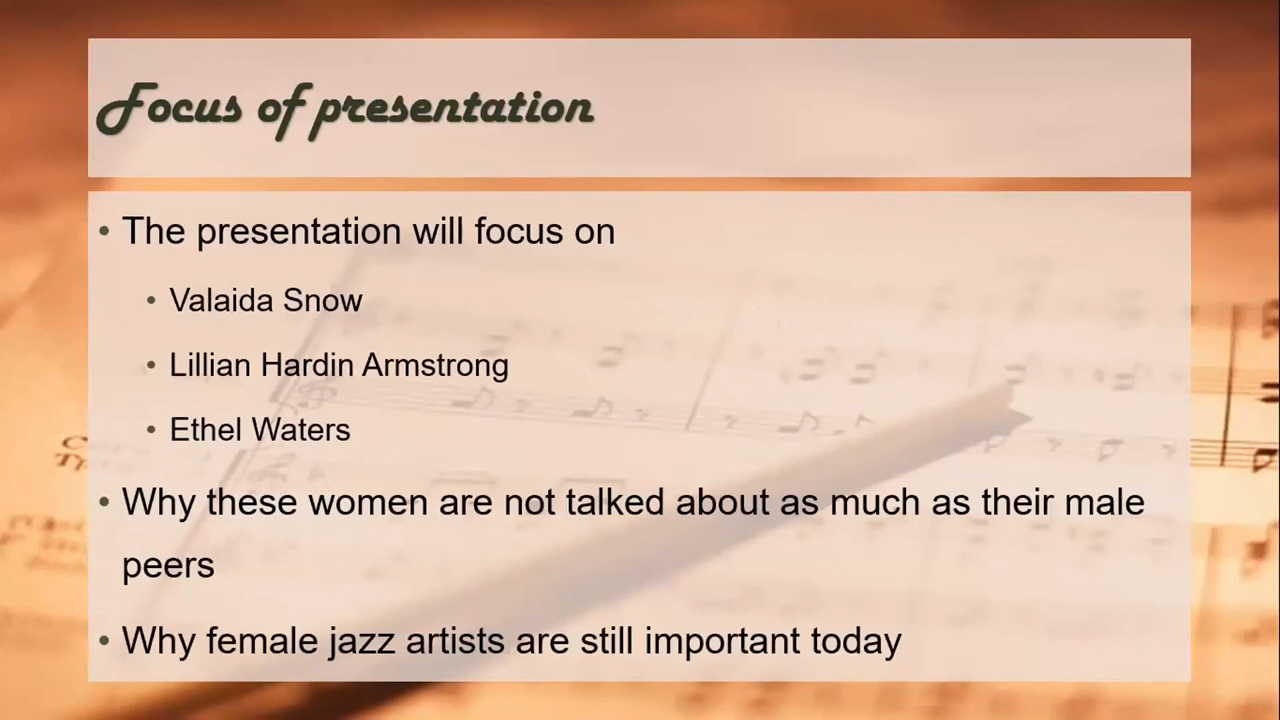 Focus of presentation
• The presentation will focus on
• Valaida Snow
• Lillian Hardin Armstrong
• Ethel Waters
• Why these women are not talked about as much as their male
peers
• Why female jazz artists are still important today